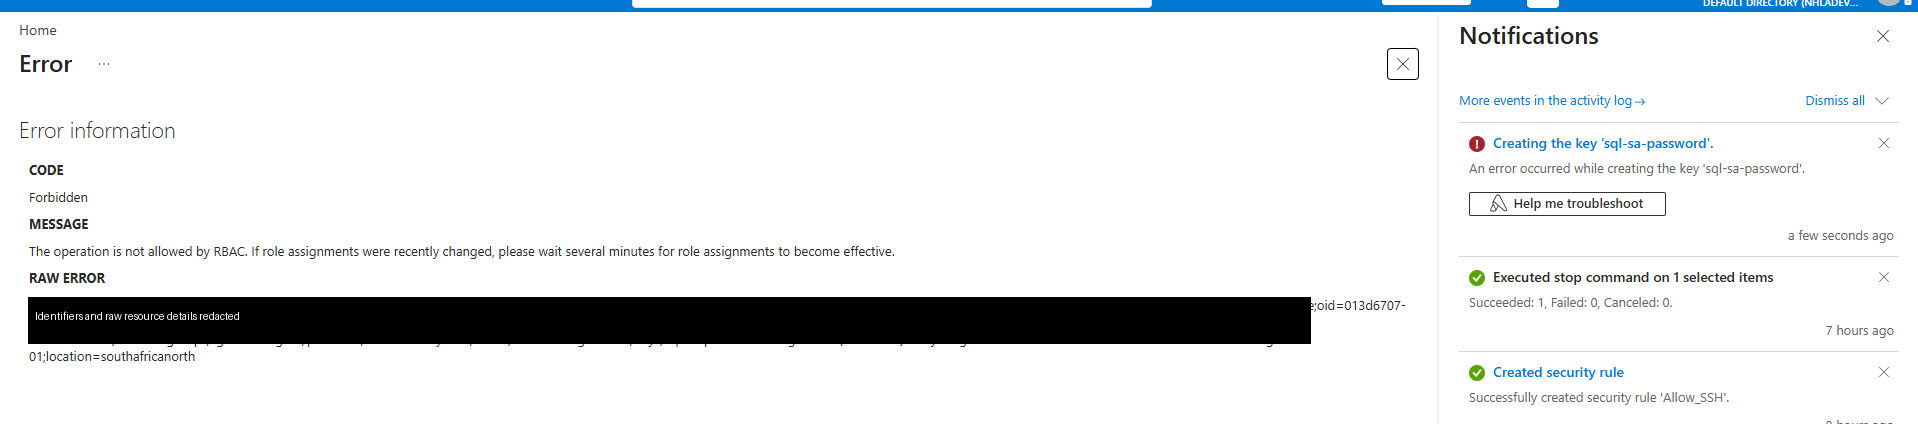 DEFAULT DIRECTORY (NHLADEV...
Home
Error ...
Error information
CODE
Forbidden
MESSAGE
The operation is not allowed by RBAC. If role assignments were recently changed, please wait several minutes for role assignments to become effective.
RAW ERROR
;oid=013d6707-
Identifiers and raw resource details redacted
01;location=southafricanorth
Notifications
More events in the activity log →
Dismiss all
Creating the key 'sql-sa-password'.
An error occurred while creating the key 'sql-sa-password'.
Help me troubleshoot
a few seconds ago
Executed stop command on 1 selected items
Succeeded: 1, Failed: 0, Canceled: 0.
7 hours ago
Created security rule
Successfully created security rule 'Allow_SSH'.